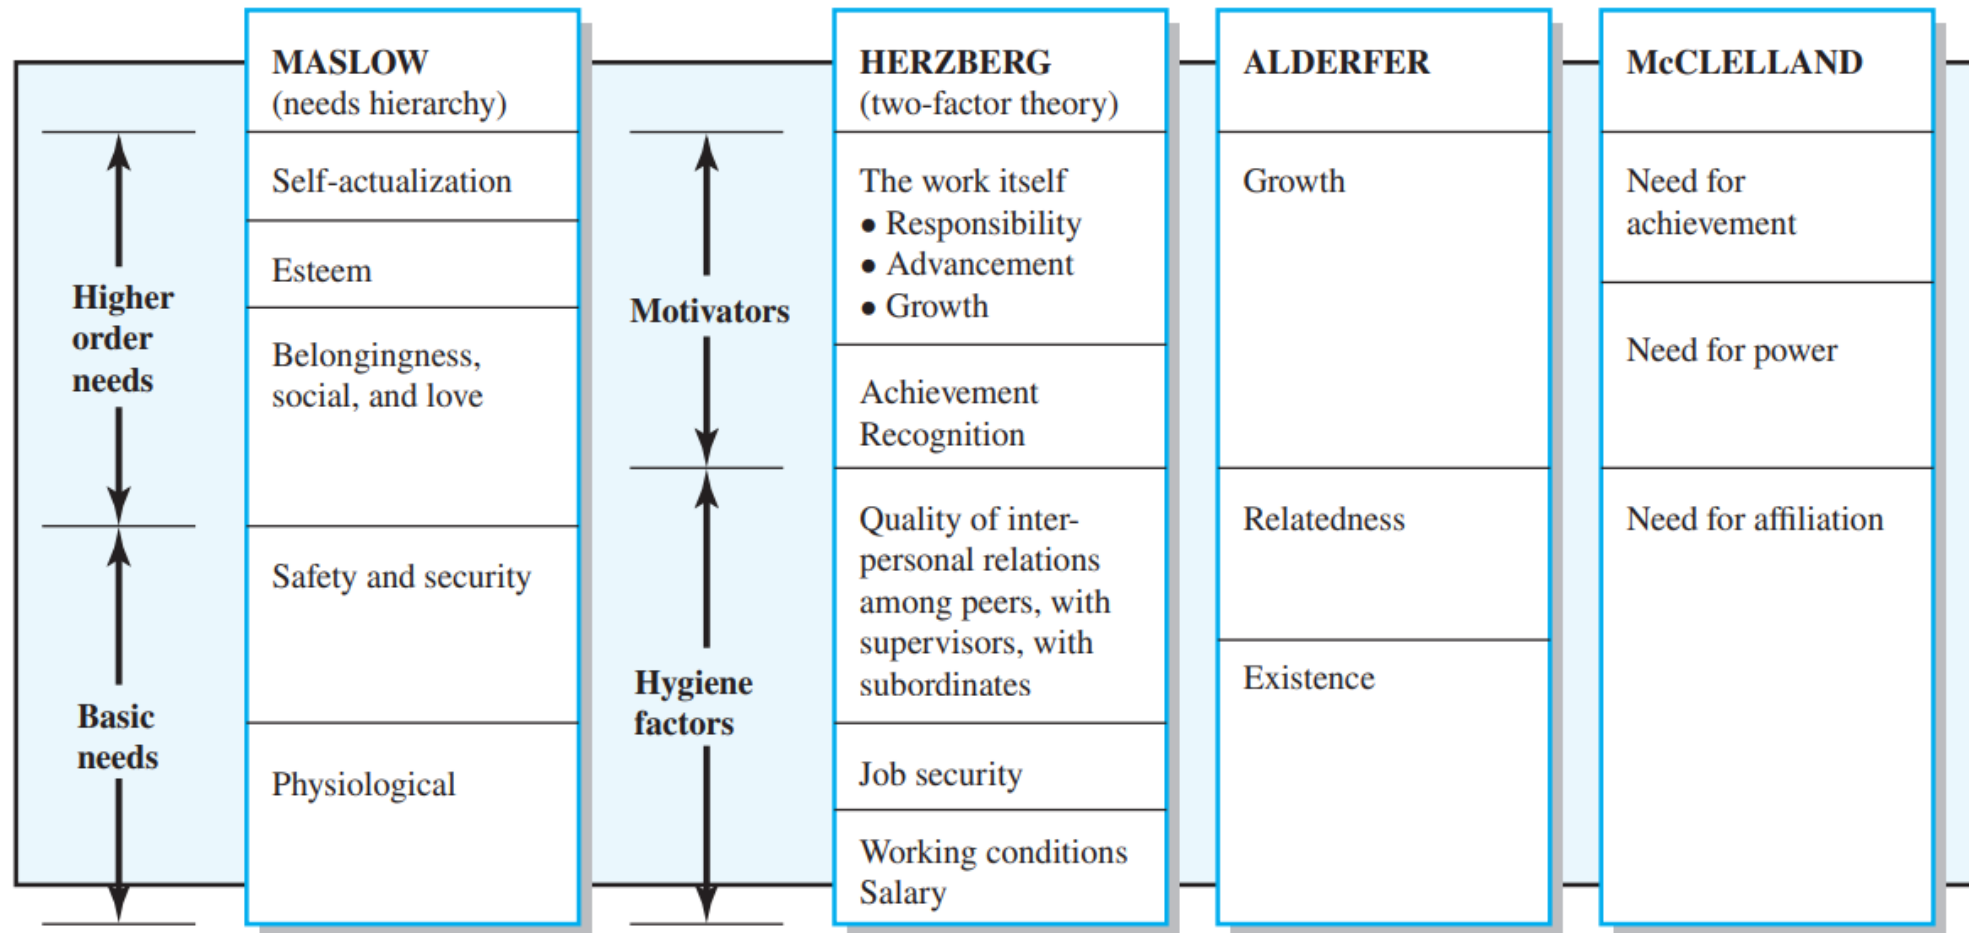 MASLOW
(needs hierarchy)
Higher
order
needs
Basic
needs
Self-actualization
Esteem
Belongingness,
social, and love
Safety and security
Physiological
HERZBERG
(two-factor theory)
Motivators
Hygiene
factors
The work itself
• Responsibility
• Advancement
• Growth
Achievement
Recognition
Quality of inter-
personal relations
among peers, with
supervisors, with
subordinates
Job security
Working conditions
Salary
ALDERFER
Growth
Relatedness
Existence
McCLELLAND
Need for
achievement
Need for power
Need for affiliation